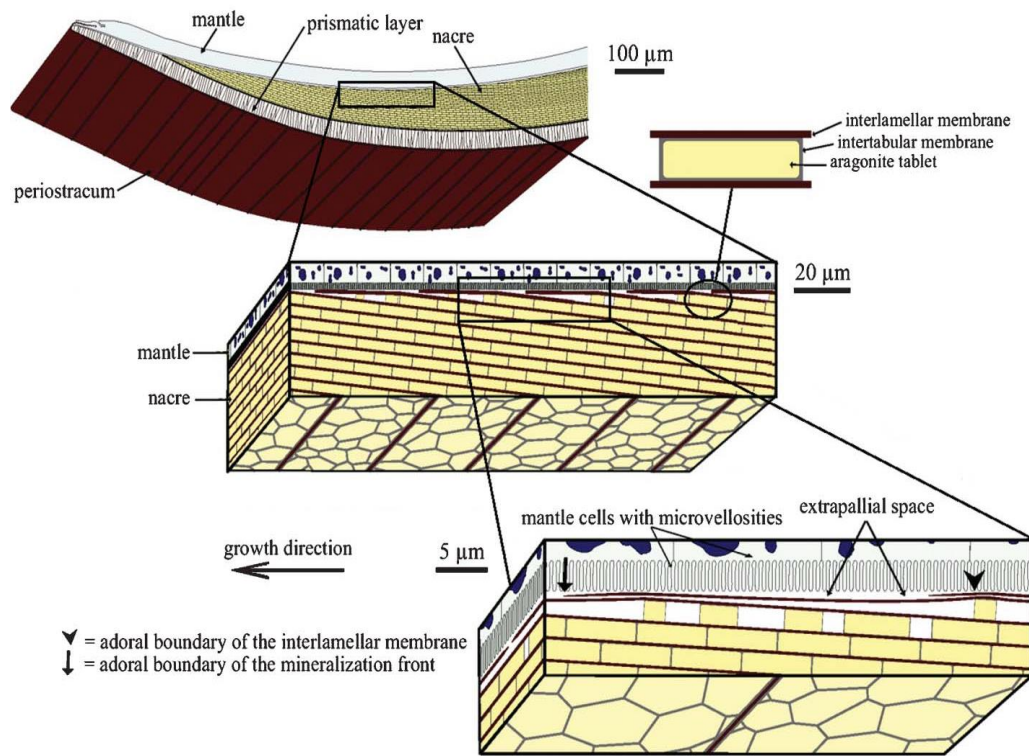 mantle
prismatic layer
nacre
100 µm
periostracum
interlamellar membrane
intertabular membrane
aragonite tablet
20 µm
mantle
nacre
growth direction
5 µm
mantle cells with microvellosities
extrapallial space
= adoral boundary of the interlamellar membrane
= adoral boundary of the mineralization front